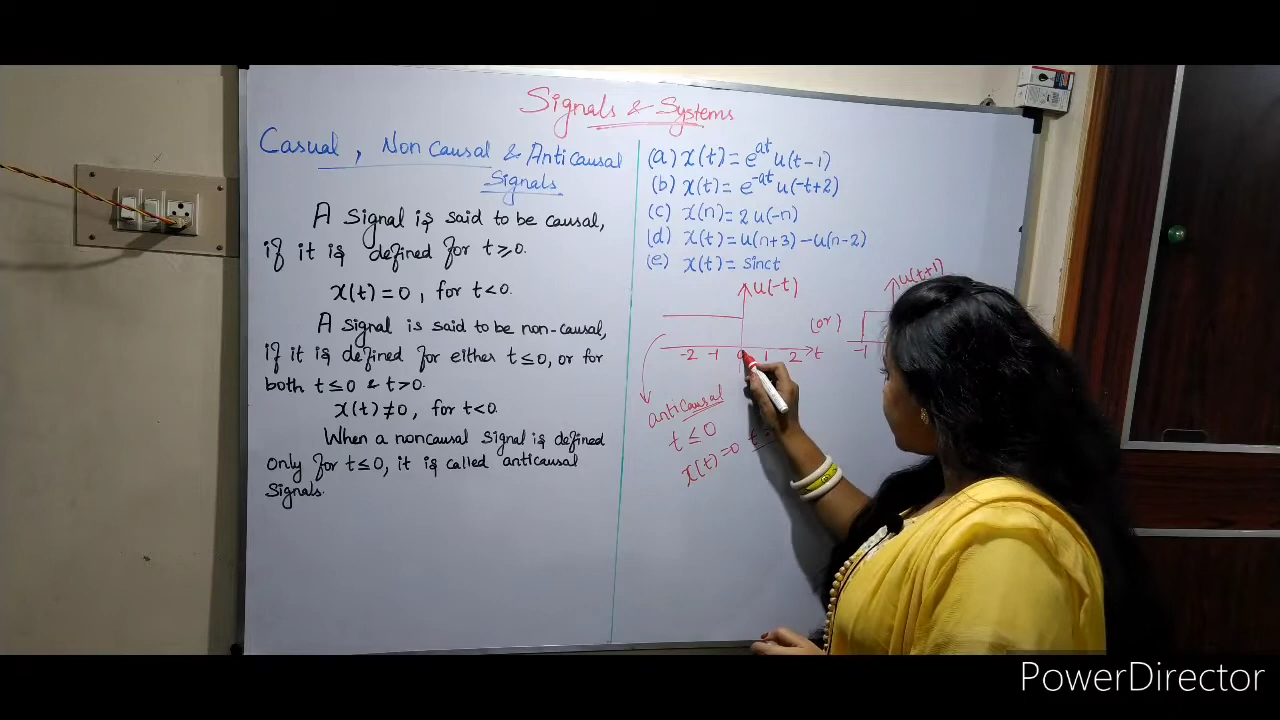 Signals & Systems
Casual, Non Causal & Anticausal
Signals
A Signal is said to be causal,
if it is defined for t≥0.
x(t) = 0, for t<0.
A signal is said to be non-causal,
if it is defined for either t≤0, or for
both t≤0 & t>0.
x(t) ≠ 0, for t<0.
When a noncausal signal is defined
only for t≤0, it is called anticausal
Signals.
(a) x(t) = e^at u(t-1)
(b) x(t) = e^-at u(-t+2)
(c) x(n) = 2 u(-n)
(d) x(t) = u(n+3) - u(n-2)
(e) x(t) = sinct
u(-t)
-2 -1 0 1 2 t
(or)
u(t+1)
-1
anticausal
t ≤ 0
x(t) = 0 t
PowerDirector